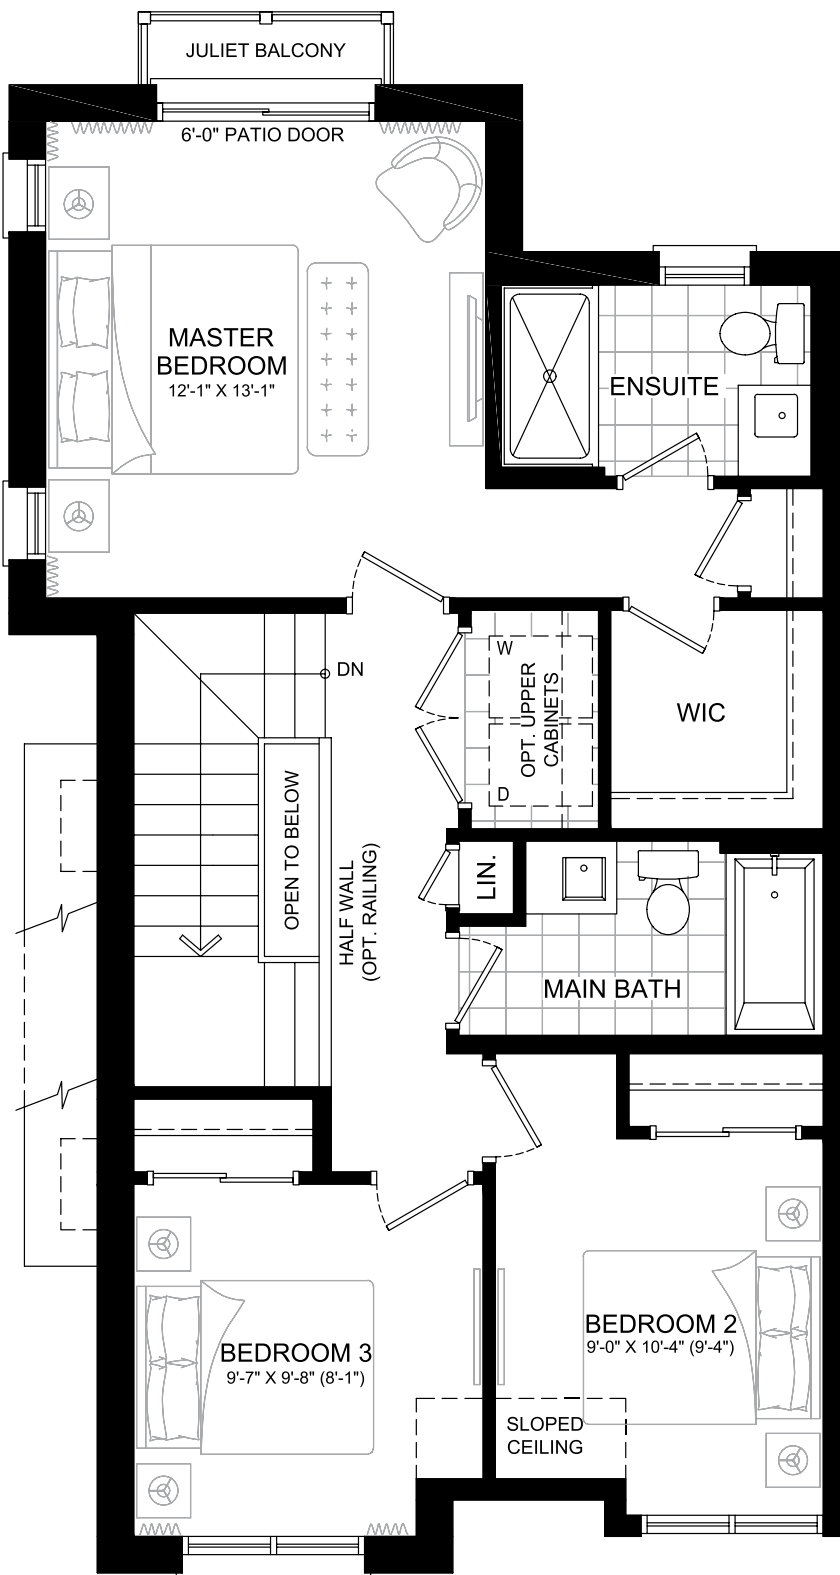 JULIET BALCONY
6'-0" PATIO DOOR
MASTER
BEDROOM
12'-1" X 13'-1"
ENSUITE
DN
W
OPT. UPPER
CABINETS
D
WIC
OPEN TO BELOW
HALF WALL
(OPT. RAILING)
LIN.
MAIN BATH
BEDROOM 2
9'-0" X 10'-4" (9'-4")
BEDROOM 3
9'-7" X 9'-8" (8'-1")
SLOPED
CEILING